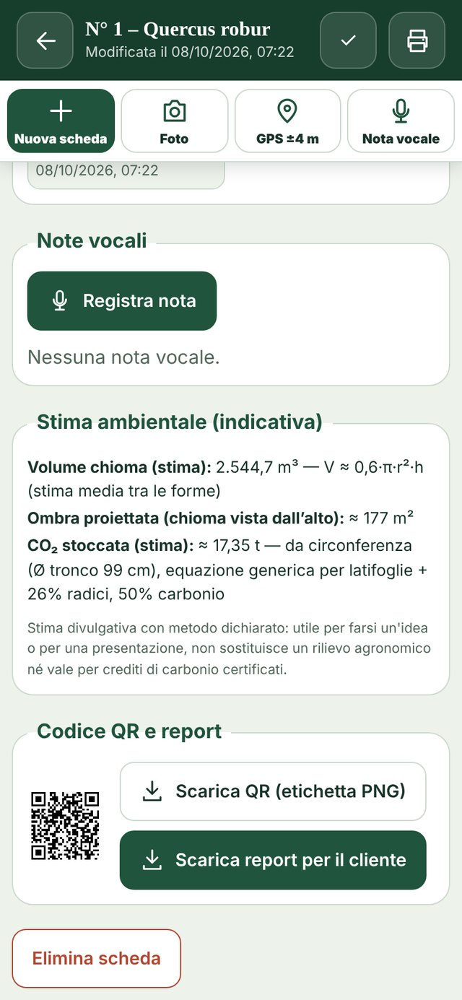 N° 1 – Quercus robur
Modificata il 08/10/2026, 07:22
Nuova scheda
Foto
GPS ±4 m
Nota vocale
08/10/2026, 07:22
Note vocali
Registra nota
Nessuna nota vocale.
Stima ambientale (indicativa)
Volume chioma (stima): 2.544,7 m³ — V ≈ 0,6·π·r²·h
(stima media tra le forme)
Ombra proiettata (chioma vista dall’alto): ≈ 177 m²
CO₂ stoccata (stima): ≈ 17,35 t — da circonferenza
(Ø tronco 99 cm), equazione generica per latifoglie +
26% radici, 50% carbonio
Stima divulgativa con metodo dichiarato: utile per farsi un'idea
o per una presentazione, non sostituisce un rilievo agronomico
né vale per crediti di carbonio certificati.
Codice QR e report
Scarica QR (etichetta PNG)
Scarica report per il cliente
Elimina scheda